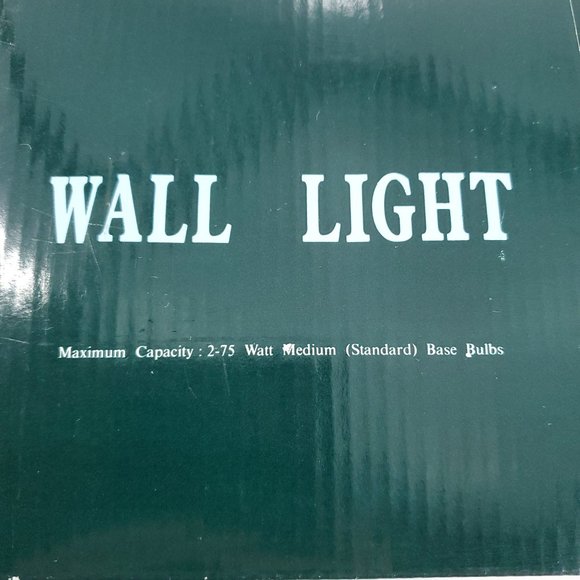 WALL LIGHT
Maximum Capacity : 2-75 Watt Medium (Standard) Base Bulbs